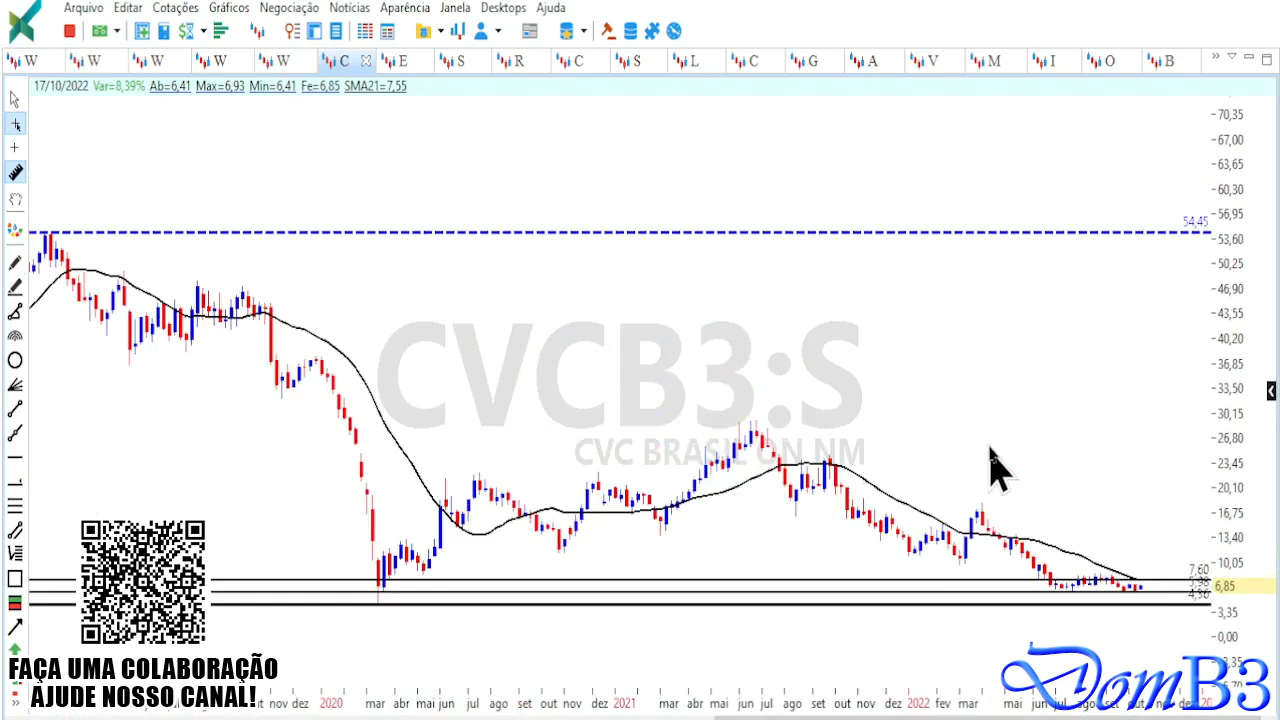 Arquivo Editar Cotações Gráficos Negociação Notícias Aparência Janela Desktops Ajuda
W W W W W C E S R C S L C G A V M I O B
17/10/2022 Var=8,39% Ab=6,41 Max=6,93 Min=6,41 Fe=6,85 SMA21=7,55
70,35
67,00
63,65
60,30
56,95
54,45
53,60
50,25
46,90
43,55
40,20
36,85
33,50
30,15
26,80
23,45
20,10
16,75
13,40
10,05
7,60
5,98
6,85
4,36
3,35
0,00
CVCB3:S
CVC BRASIL ON NM
FAÇA UMA COLABORAÇÃO
AJUDE NOSSO CANAL!
DomB3
nov dez 2020 mar abr jun jul ago set out nov dez 2021 mar abr mai jun jul ago set out nov dez 2022 fev mar mai jun jul ago set out nov dez